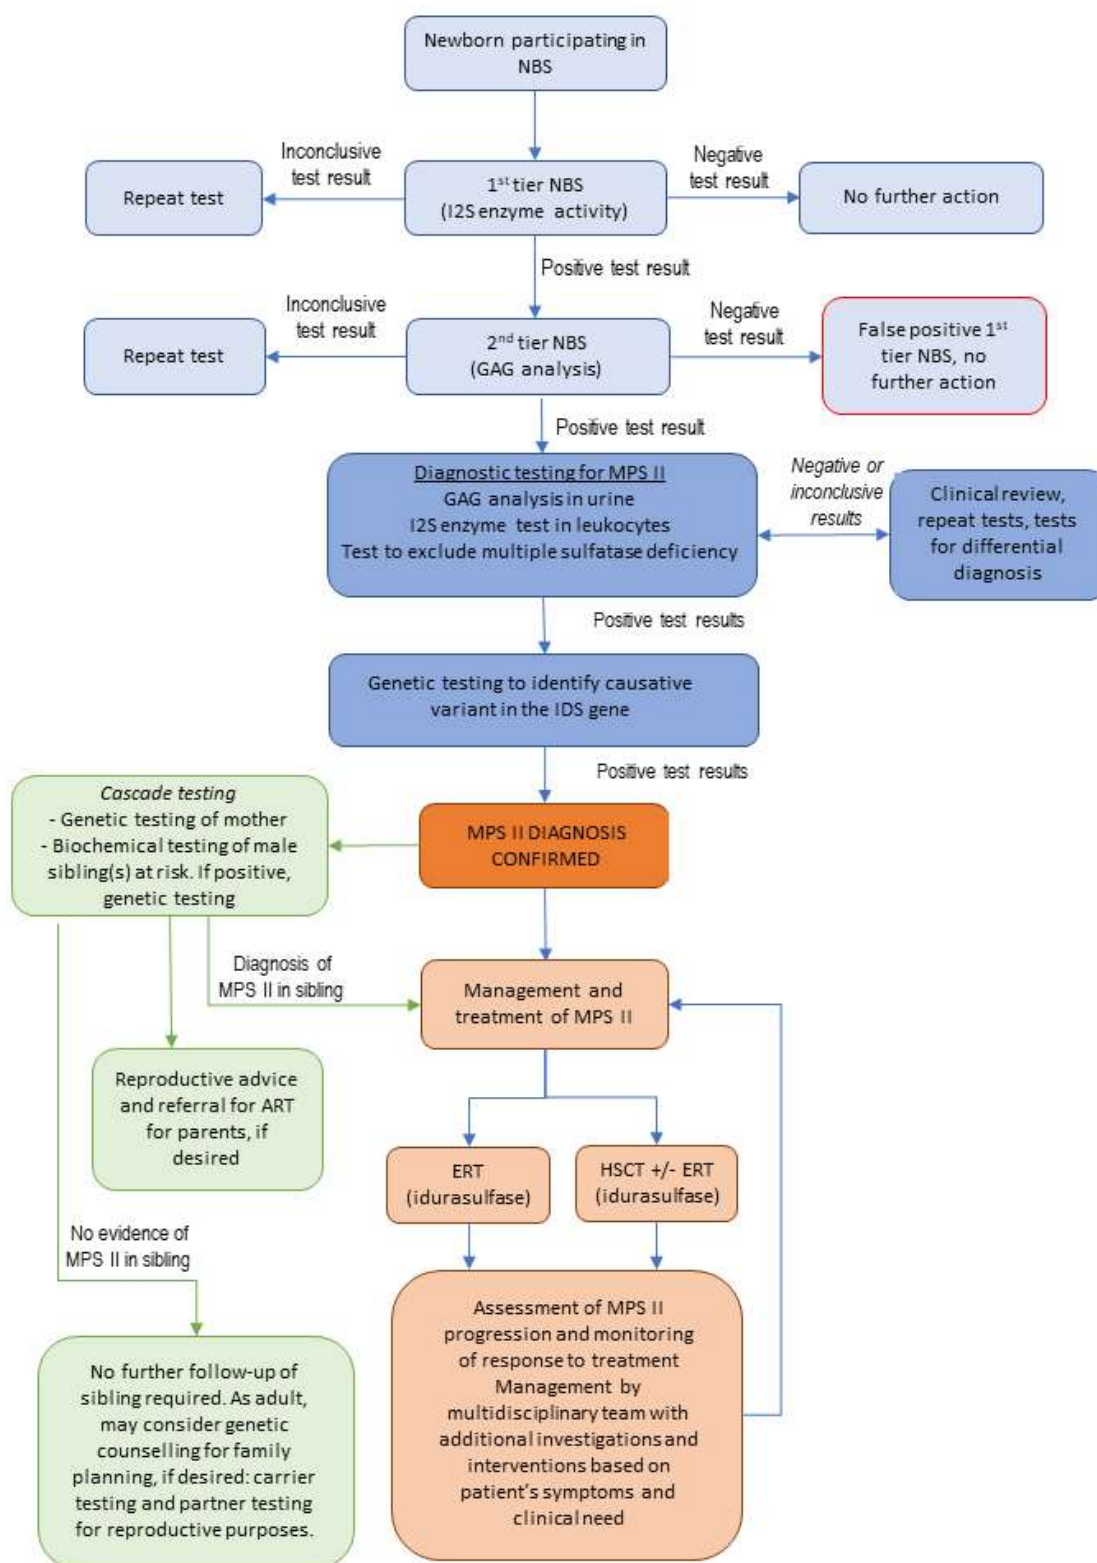 Newborn participating in
NBS
Inconclusive
test result
Negative
test result
Repeat test
1st tier NBS
(I2S enzyme activity)
No further action
Positive test result
Inconclusive
test result
Negative
test result
Repeat test
2nd tier NBS
(GAG analysis)
False positive 1st
tier NBS, no
further action
Positive test result
Diagnostic testing for MPS II
GAG analysis in urine
I2S enzyme test in leukocytes
Test to exclude multiple sulfatase deficiency
Negative or
inconclusive
results
Clinical review,
repeat tests, tests
for differential
diagnosis
Positive test results
Genetic testing to identify causative
variant in the IDS gene
Positive test results
Cascade testing
- Genetic testing of mother
- Biochemical testing of male
sibling(s) at risk. If positive,
genetic testing
MPS II DIAGNOSIS
CONFIRMED
Diagnosis of
MPS II in sibling
Management and
treatment of MPS II
Reproductive advice
and referral for ART
for parents, if
desired
ERT
(idurasulfase)
HSCT +/- ERT
(idurasulfase)
No evidence of
MPS II in sibling
Assessment of MPS II
progression and monitoring
of response to treatment
Management by
multidisciplinary team with
additional investigations and
interventions based on
patient's symptoms and
clinical need
No further follow-up of
sibling required. As adult,
may consider genetic
counselling for family
planning, if desired: carrier
testing and partner testing
for reproductive purposes.